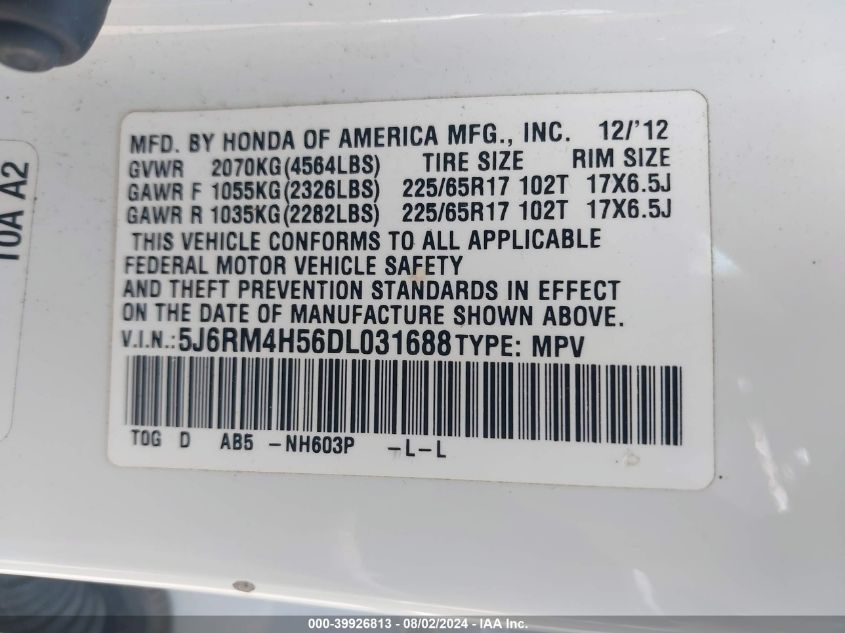 MFD. BY HONDA OF AMERICA MFG., INC. 12/'12
GVWR 2070KG(4564LBS) TIRE SIZE RIM SIZE
GAWR F 1055KG(2326LBS) 225/65R17 102T 17X6.5J
GAWR R 1035KG(2282LBS) 225/65R17 102T 17X6.5J
THIS VEHICLE CONFORMS TO ALL APPLICABLE
FEDERAL MOTOR VEHICLE SAFETY
AND THEFT PREVENTION STANDARDS IN EFFECT
ON THE DATE OF MANUFACTURE SHOWN ABOVE.
V.I.N.:5J6RM4H56DL031688 TYPE: MPV
TOG D AB5 -NH603P -L-L
A2
000-39926813 - 08/02/2024 - IAAI, Inc.